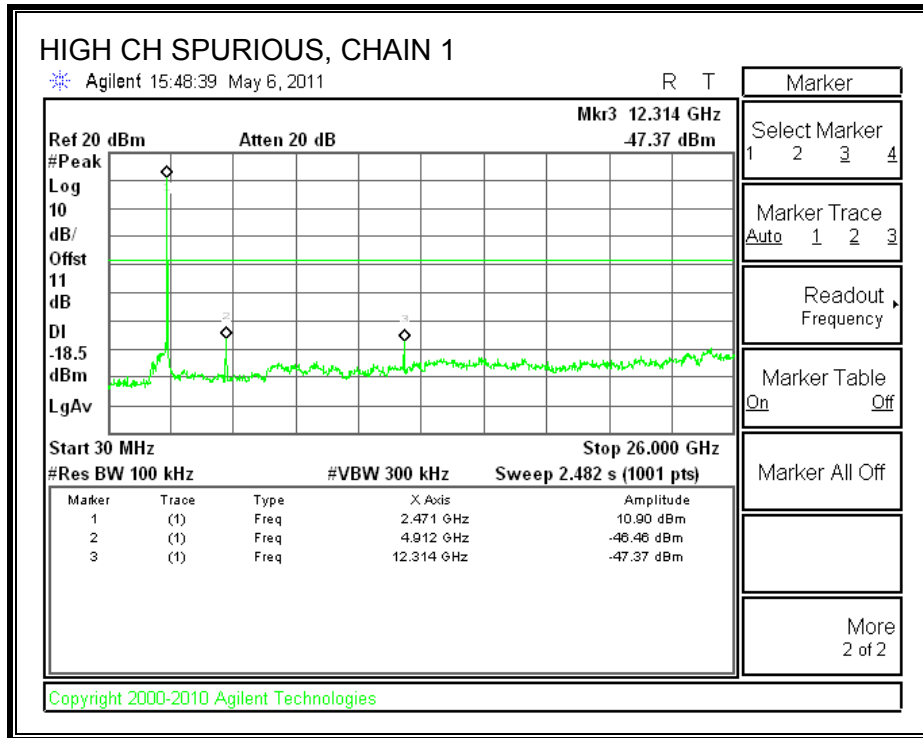 HIGH CH SPURIOUS, CHAIN 1
Agilent 15:48:39 May 6, 2011 R T
Mkr3 12.314 GHz
Ref 20 dBm Atten 20 dB -47.37 dBm
#Peak
Log
10
dB/
Offst
11
dB
DI
-18.5
dBm
LgAv
2
3
Start 30 MHz Stop 26.000 GHz
#Res BW 100 kHz #VBW 300 kHz Sweep 2.482 s (1001 pts)
Marker Trace Type X Axis Amplitude
1 (1) Freq 2.471 GHz 10.90 dBm
2 (1) Freq 4.912 GHz -46.46 dBm
3 (1) Freq 12.314 GHz -47.37 dBm
Marker
Select Marker
1 2 3 4
Marker Trace
Auto 1 2 3
Readout
Frequency
Marker Table
On Off
Marker All Off
More
2 of 2
Copyright 2000-2010 Agilent Technologies